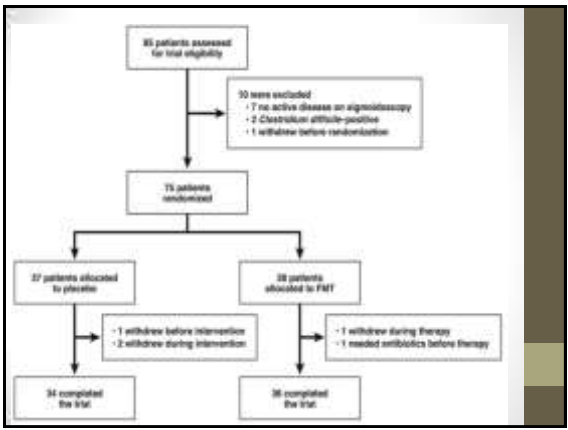 85 patients assessed
for trial eligibility
10 were excluded
• 7 no active disease on sigmoidoscopy
• 2 Clostridium difficile-positive
• 1 withdrew before randomization
75 patients
randomized
37 patients allocated
to placebo
38 patients
allocated to FMT
• 1 withdrew before intervention
• 2 withdrew during intervention
• 1 withdrew during therapy
• 1 needed antibiotics before therapy
34 completed
the trial
36 completed
the trial